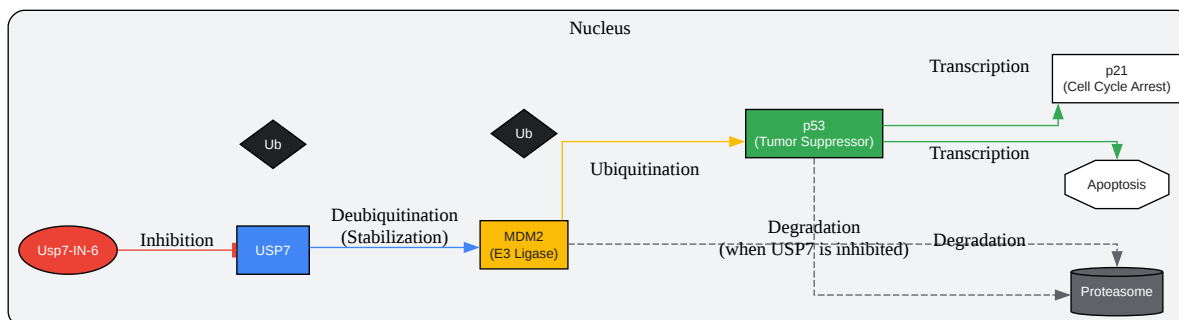 Nucleus
p21
(Cell Cycle Arrest)
Transcription
Ub
Ub
p53
(Tumor Suppressor)
Transcription
Ubiquitination
Apoptosis
Usp7-IN-6
Inhibition
USP7
Deubiquitination
(Stabilization)
MDM2
(E3 Ligase)
Degradation
(when USP7 is inhibited)
Degradation
Proteasome